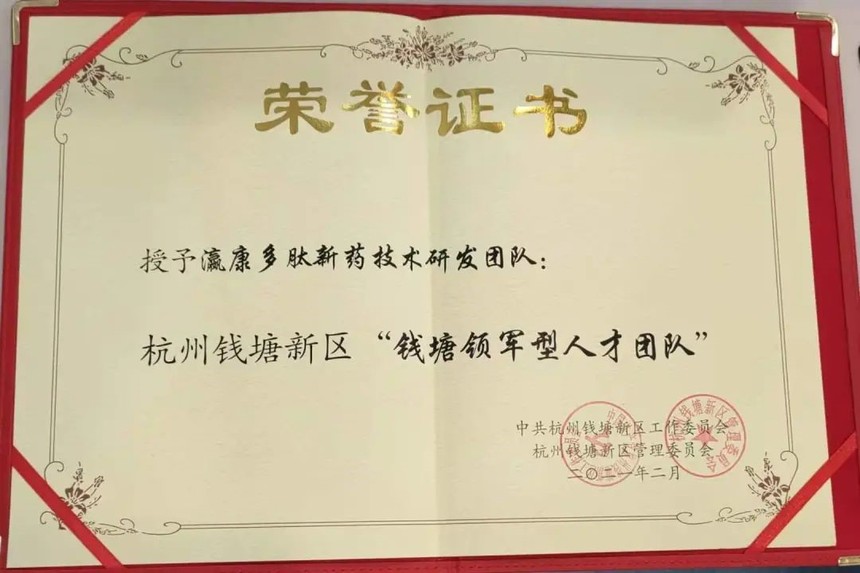 荣誉证书
授予瀛康多肽新药技术研发团队：
杭州钱塘新区“钱塘领军型人才团队”
中共杭州钱塘新区工作委员会
杭州钱塘新区管理委员会
二〇二一年二月